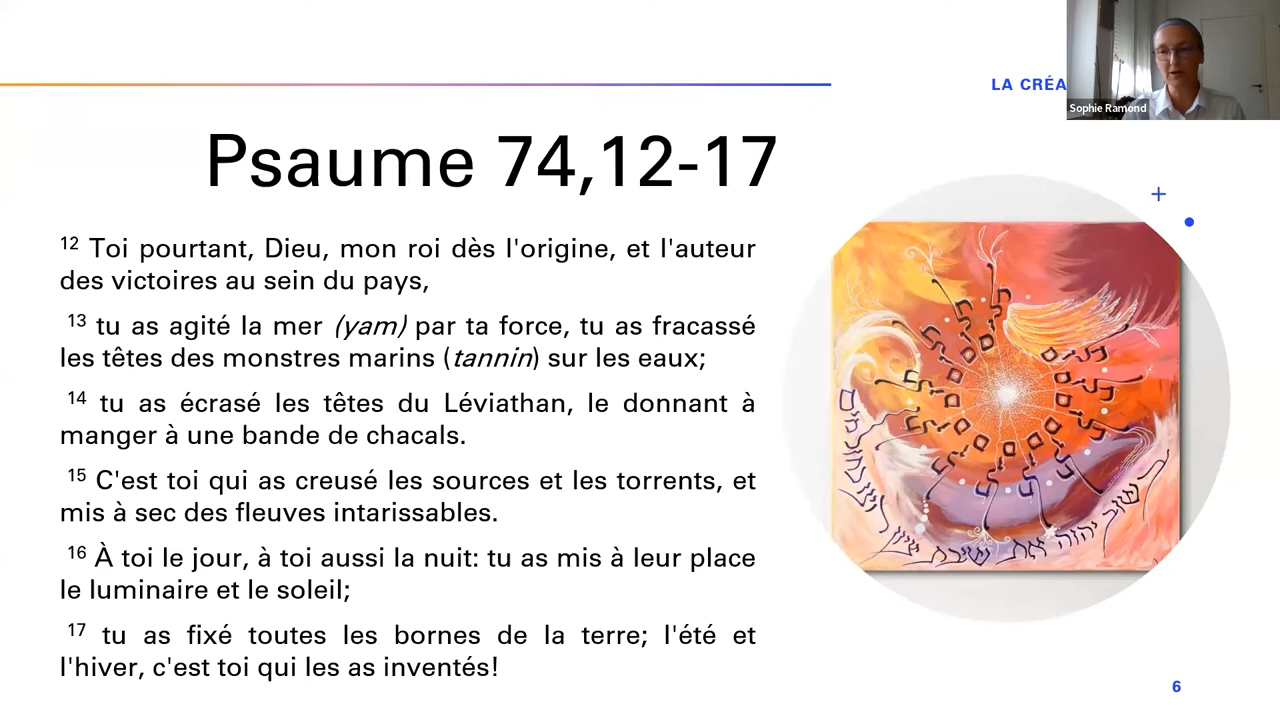 LA CRÉA
Sophie Ramond
Psaume 74,12-17
12 Toi pourtant, Dieu, mon roi dès l'origine, et l'auteur
des victoires au sein du pays,
13 tu as agité la mer (yam) par ta force, tu as fracassé
les têtes des monstres marins (tannin) sur les eaux;
14 tu as écrasé les têtes du Léviathan, le donnant à
manger à une bande de chacals.
15 C'est toi qui as creusé les sources et les torrents, et
mis à sec des fleuves intarissables.
16 À toi le jour, à toi aussi la nuit: tu as mis à leur place
le luminaire et le soleil;
17 tu as fixé toutes les bornes de la terre; l'été et
l'hiver, c'est toi qui les as inventés!
בשוב יהוה את שיבת ציון היינו
6